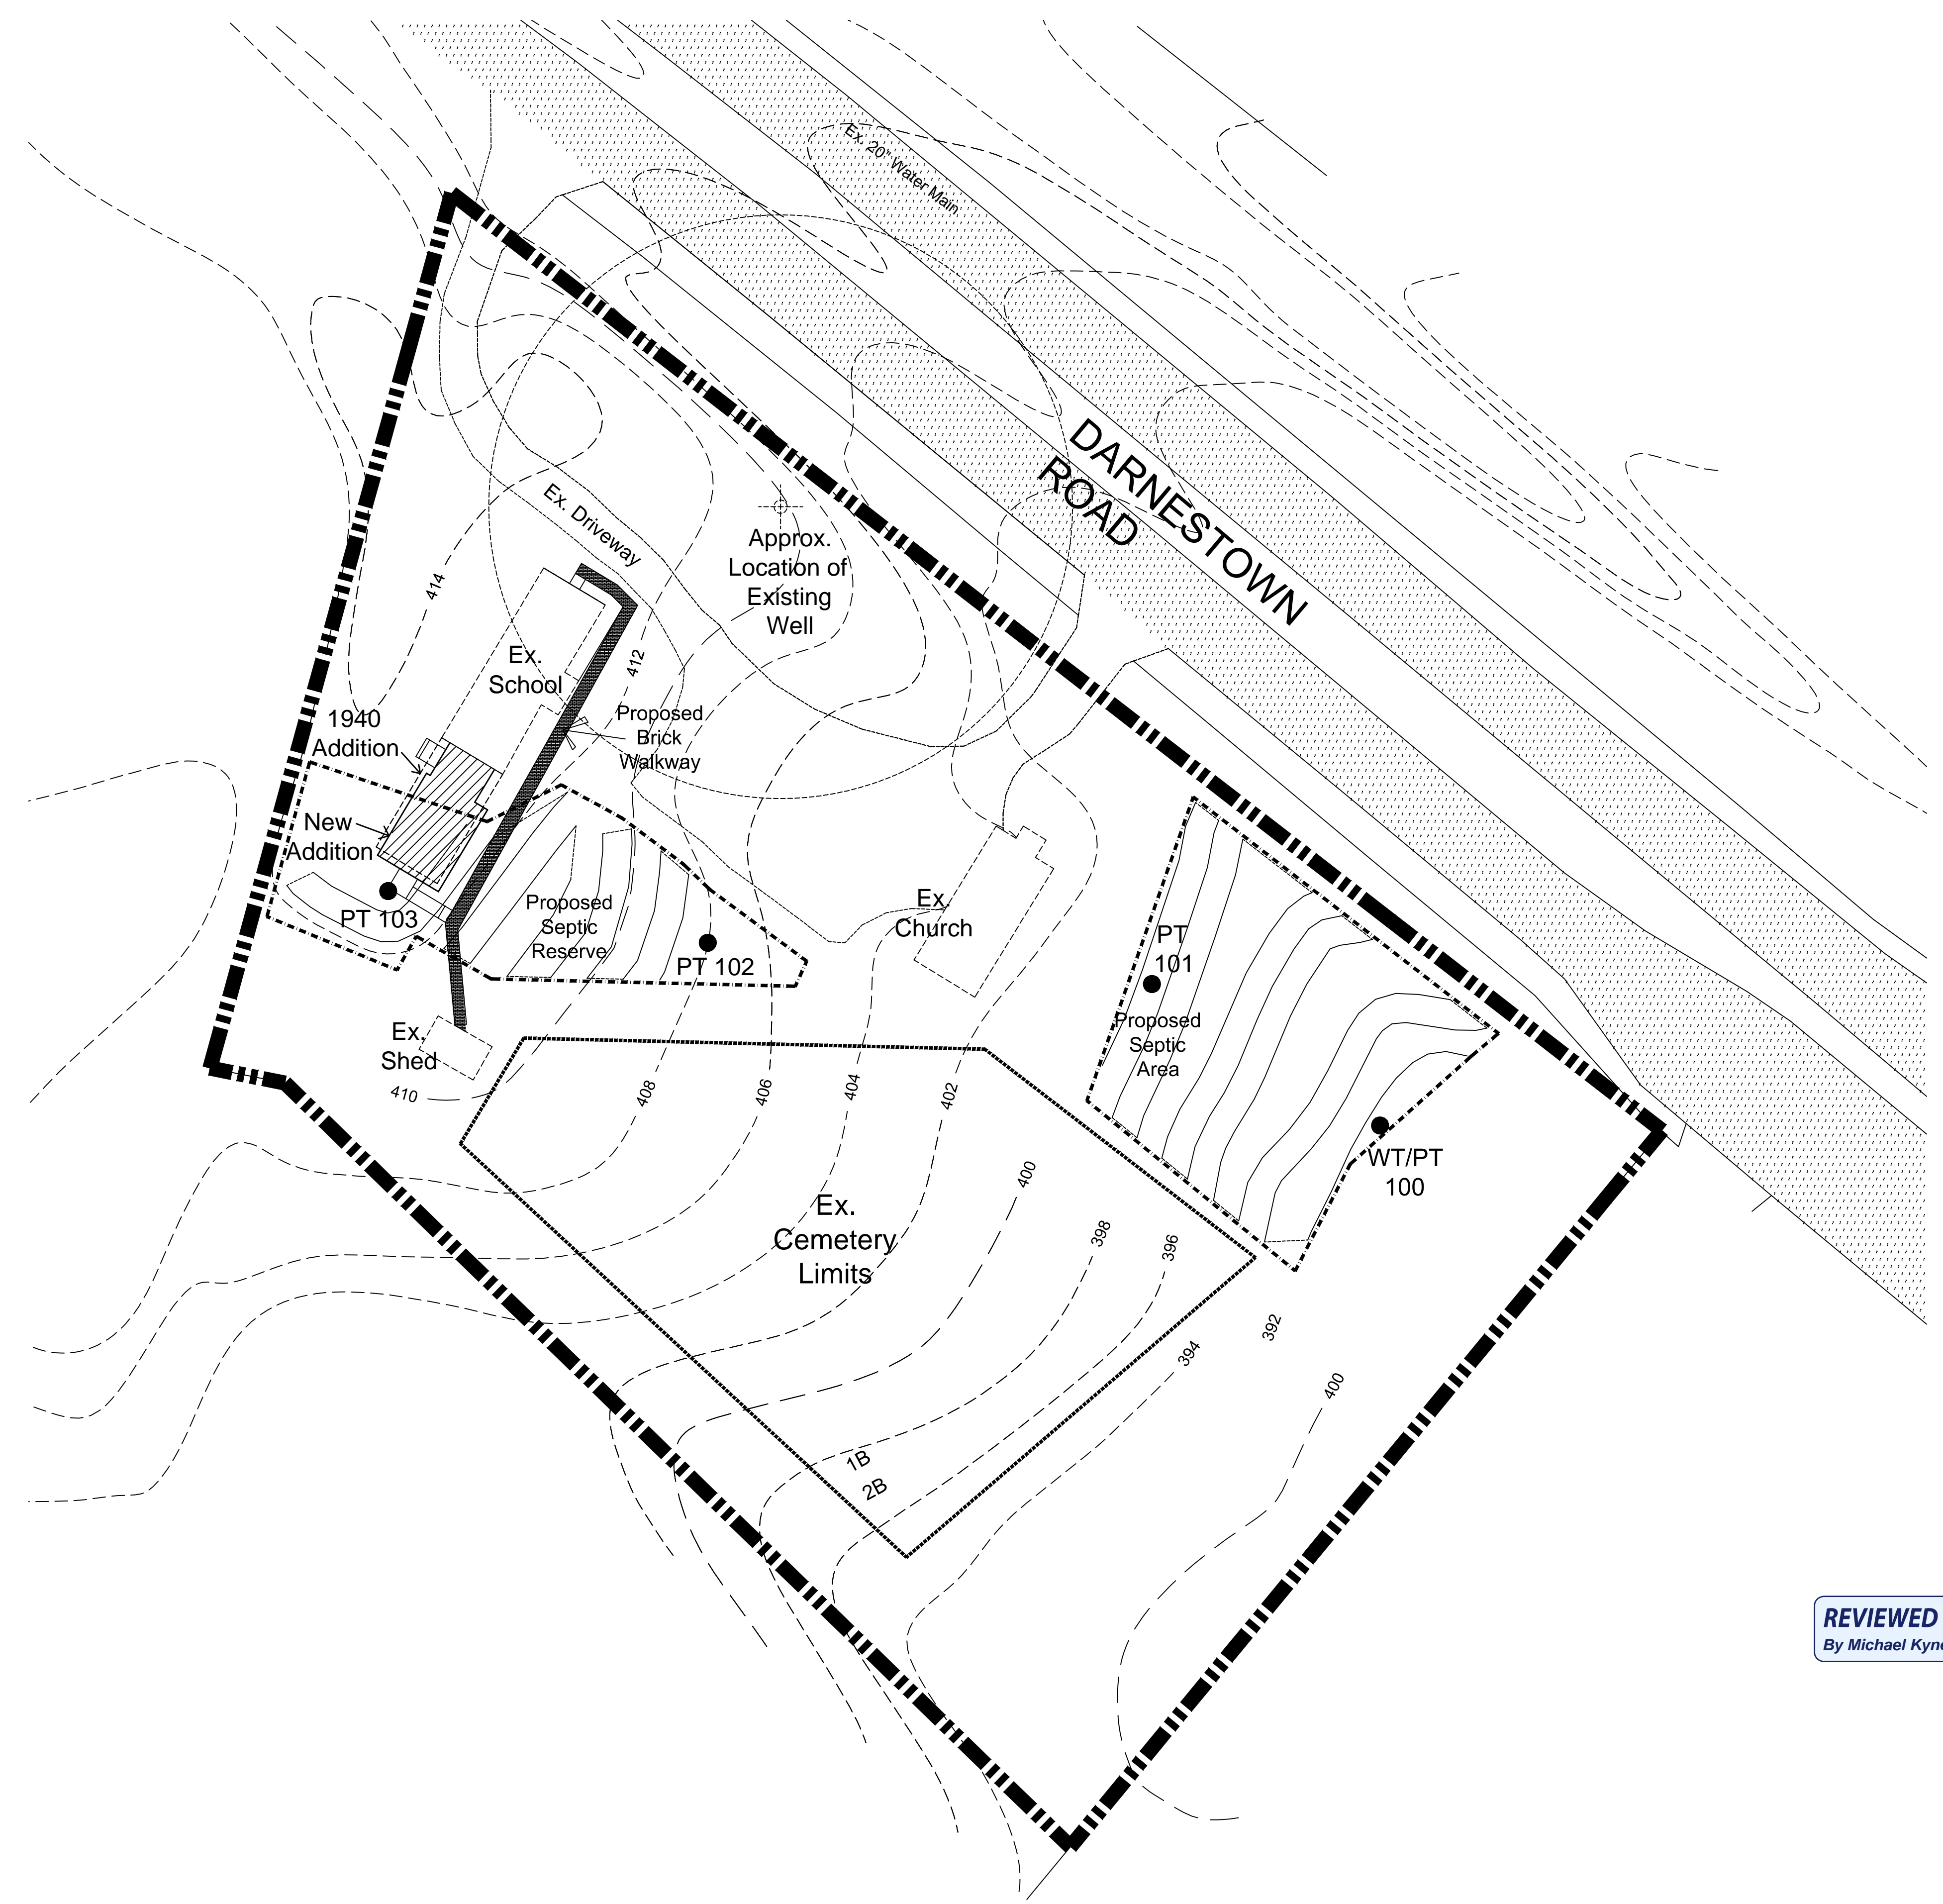 Ex. 20" Water Main
DARNESTOWN
ROAD
Ex. Driveway
Approx.
Location of
Existing
Well
414
412
Ex.
School
1940
Addition
Proposed
Brick
Walkway
New
Addition
PT 103
Proposed
Septic
Reserve
PT 102
Ex.
Church
PT
101
Proposed
Septic
Area
WT/PT
100
Ex.
Shed
410
408
406
404
402
400
398
396
394
392
400
Ex.
Cemetery
Limits
1B
2B
REVIEWED
By Michael Kyn